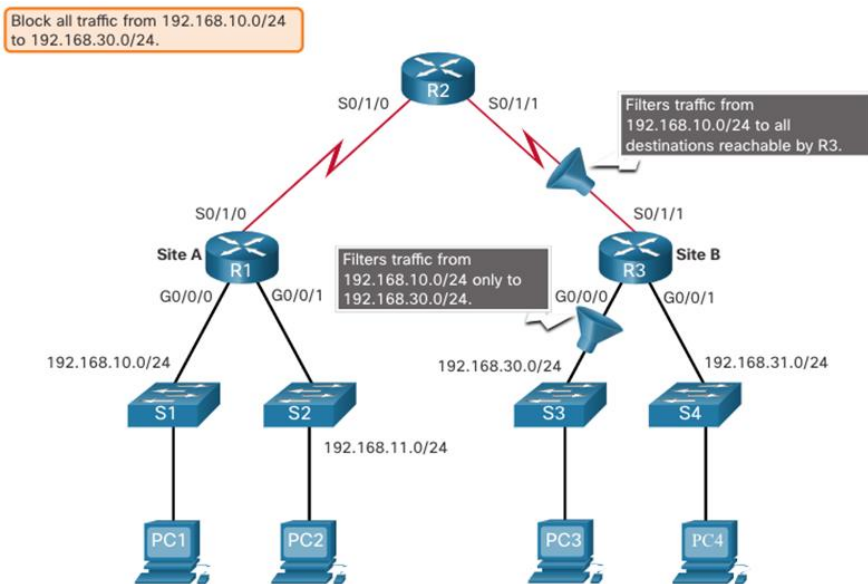 Block all traffic from 192.168.10.0/24
to 192.168.30.0/24.
R2
S0/1/0
S0/1/1
Filters traffic from
192.168.10.0/24 to all
destinations reachable by R3.
S0/1/0
S0/1/1
Site A
R1
Filters traffic from
192.168.10.0/24 only to
192.168.30.0/24.
R3
Site B
G0/0/0
G0/0/1
G0/0/0
G0/0/1
192.168.10.0/24
192.168.30.0/24
192.168.31.0/24
S1
S2
S3
S4
192.168.11.0/24
PC1
PC2
PC3
PC4